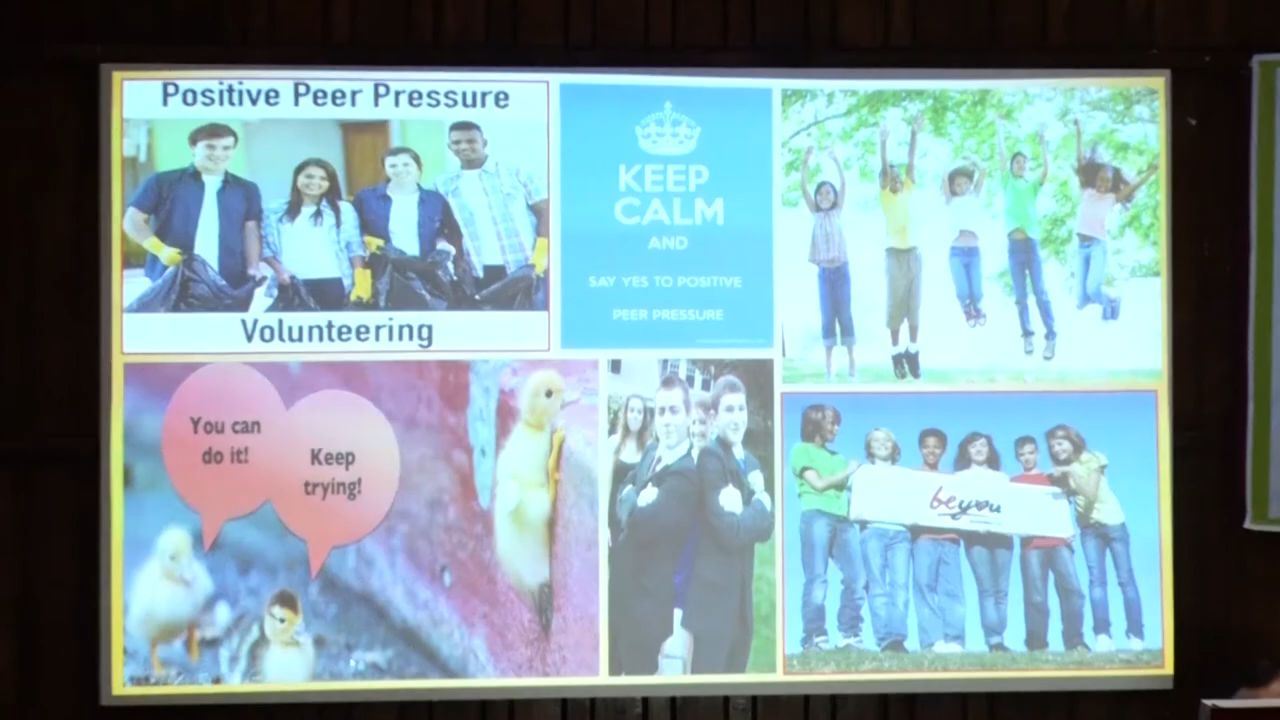 Positive Peer Pressure
Volunteering
KEEP
CALM
AND
SAY YES TO POSITIVE
PEER PRESSURE
You can
do it!
Keep
trying!
beyou